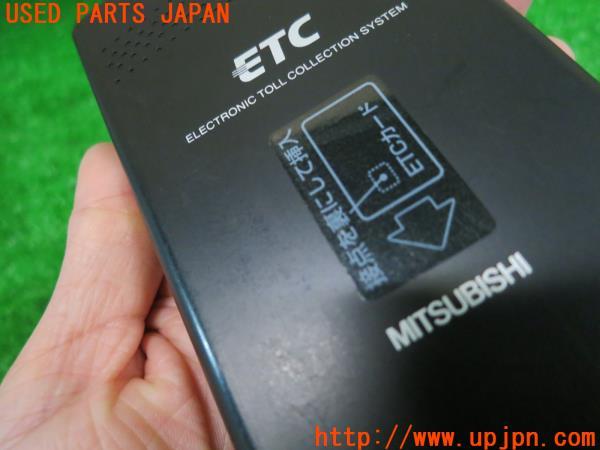 USED PARTS JAPAN
ETC
ELECTRONIC TOLL COLLECTION SYSTEM
ETCカード
接点を裏にして挿入
MITSUBISHI
http://www.upjpn.com